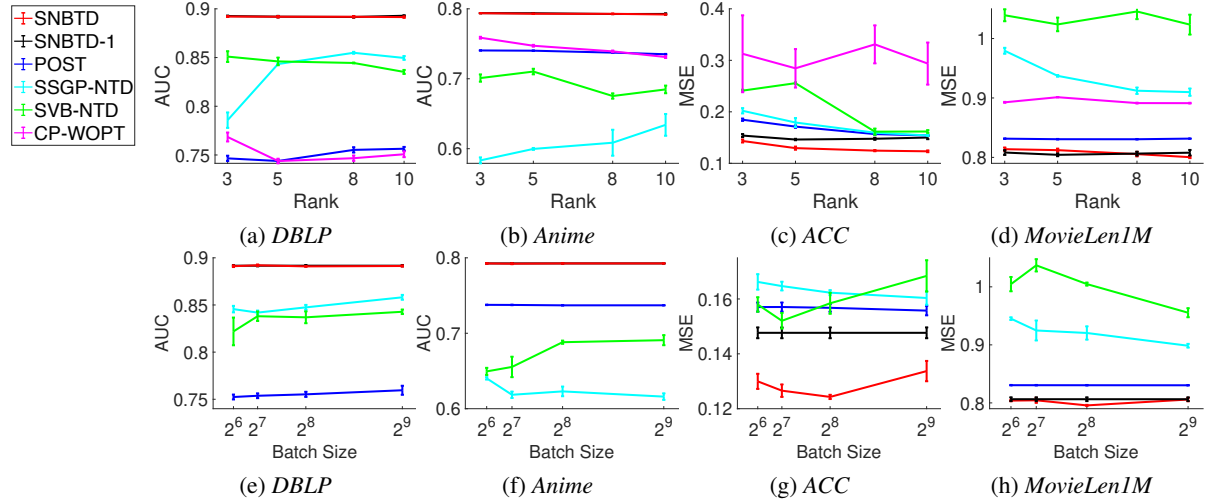 SNBTD
SNBTD-1
POST
SSGP-NTD
SVB-NTD
CP-WOPT
0.9
0.85
0.8
0.75
AUC
3 5 8 10
Rank
(a) DBLP
0.8
0.7
0.6
AUC
3 5 8 10
Rank
(b) Anime
0.4
0.3
0.2
0.1
MSE
3 5 8 10
Rank
(c) ACC
1
0.9
0.8
MSE
3 5 8 10
Rank
(d) MovieLen1M
0.9
0.85
0.8
0.75
AUC
2^6 2^7 2^8 2^9
Batch Size
(e) DBLP
0.8
0.7
0.6
AUC
2^6 2^7 2^8 2^9
Batch Size
(f) Anime
0.16
0.14
0.12
MSE
2^6 2^7 2^8 2^9
Batch Size
(g) ACC
1
0.9
0.8
MSE
2^6 2^7 2^8 2^9
Batch Size
(h) MovieLen1M